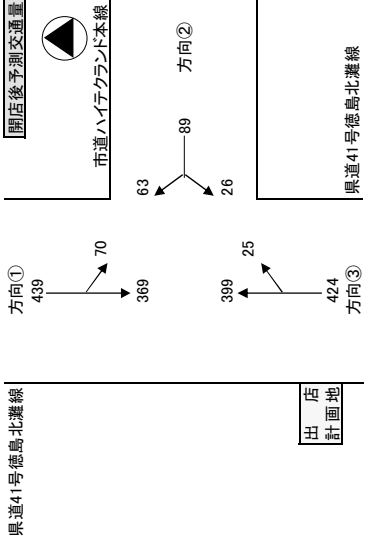 開店後予測交通量
県道41号徳島北灘線
方向①
439
70
369
市道ハイテクランド本線
方向②
89
63
26
399
25
424
方向③
県道41号徳島北灘線
出店
計画地